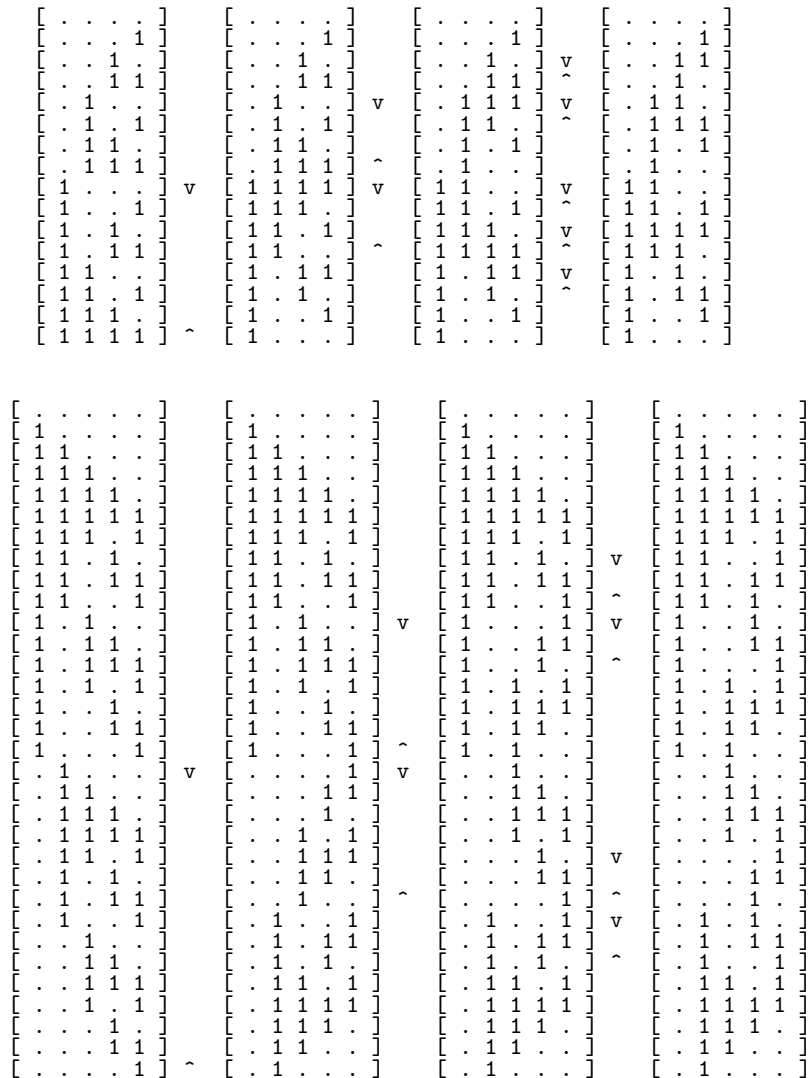 [ . . . . ] [ . . . . ] [ . . . . ] [ . . . . ]
[ . . . 1 ] [ . . . 1 ] [ . . . 1 ] [ . . . 1 ]
[ . . 1 . ] [ . . 1 . ] [ . . 1 . ] v [ . . 1 1 ]
[ . . 1 1 ] [ . . 1 1 ] [ . . 1 1 ] ^ [ . . 1 . ]
[ . 1 . . ] [ . 1 . . ] v [ . 1 1 1 ] v [ . 1 1 . ]
[ . 1 . 1 ] [ . 1 . 1 ] [ . 1 1 . ] ^ [ . 1 1 1 ]
[ . 1 1 . ] [ . 1 1 . ] [ . 1 . 1 ] [ . 1 . 1 ]
[ . 1 1 1 ] [ . 1 1 1 ] ^ [ . 1 . . ] [ . 1 . . ]
[ 1 . . . ] v [ 1 1 1 1 ] v [ 1 1 . . ] v [ 1 1 . . ]
[ 1 . . 1 ] [ 1 1 1 . ] [ 1 1 . 1 ] ^ [ 1 1 . 1 ]
[ 1 . 1 . ] [ 1 1 . 1 ] [ 1 1 1 . ] v [ 1 1 1 1 ]
[ 1 . 1 1 ] [ 1 1 . . ] ^ [ 1 1 1 1 ] ^ [ 1 1 1 . ]
[ 1 1 . . ] [ 1 . 1 1 ] [ 1 . 1 1 ] v [ 1 . 1 . ]
[ 1 1 . 1 ] [ 1 . 1 . ] [ 1 . 1 . ] ^ [ 1 . 1 1 ]
[ 1 1 1 . ] [ 1 . . 1 ] [ 1 . . 1 ] [ 1 . . 1 ]
[ 1 1 1 1 ] ^ [ 1 . . . ] [ 1 . . . ] [ 1 . . . ]
[ . . . . . ] [ . . . . . ] [ . . . . . ] [ . . . . . ]
[ 1 . . . . ] [ 1 . . . . ] [ 1 . . . . ] [ 1 . . . . ]
[ 1 1 . . . ] [ 1 1 . . . ] [ 1 1 . . . ] [ 1 1 . . . ]
[ 1 1 1 . . ] [ 1 1 1 . . ] [ 1 1 1 . . ] [ 1 1 1 . . ]
[ 1 1 1 1 . ] [ 1 1 1 1 . ] [ 1 1 1 1 . ] [ 1 1 1 1 . ]
[ 1 1 1 1 1 ] [ 1 1 1 1 1 ] [ 1 1 1 1 1 ] [ 1 1 1 1 1 ]
[ 1 1 1 . 1 ] [ 1 1 1 . 1 ] [ 1 1 1 . 1 ] [ 1 1 1 . 1 ]
[ 1 1 . 1 . ] [ 1 1 . 1 . ] [ 1 1 . 1 . ] v [ 1 1 . . 1 ]
[ 1 1 . 1 1 ] [ 1 1 . 1 1 ] [ 1 1 . 1 1 ] [ 1 1 . 1 1 ]
[ 1 1 . . 1 ] [ 1 1 . . 1 ] [ 1 1 . . 1 ] ^ [ 1 1 . 1 . ]
[ 1 . 1 . . ] [ 1 . 1 . . ] v [ 1 . . . 1 ] v [ 1 . . 1 . ]
[ 1 . 1 1 . ] [ 1 . 1 1 . ] [ 1 . . 1 1 ] [ 1 . . 1 1 ]
[ 1 . 1 1 1 ] [ 1 . 1 1 1 ] [ 1 . . 1 . ] ^ [ 1 . . . 1 ]
[ 1 . 1 . 1 ] [ 1 . 1 . 1 ] [ 1 . 1 . 1 ] [ 1 . 1 . 1 ]
[ 1 . . 1 . ] [ 1 . . 1 . ] [ 1 . 1 1 1 ] [ 1 . 1 1 1 ]
[ 1 . . 1 1 ] [ 1 . . 1 1 ] [ 1 . 1 1 . ] [ 1 . 1 1 . ]
[ 1 . . . 1 ] [ 1 . . . 1 ] ^ [ 1 . 1 . . ] [ 1 . 1 . . ]
[ . 1 . . . ] v [ . . . . 1 ] v [ . . 1 . . ] [ . . 1 . . ]
[ . 1 1 . . ] [ . . . 1 1 ] [ . . 1 1 . ] [ . . 1 1 . ]
[ . 1 1 1 . ] [ . . . 1 . ] [ . . 1 1 1 ] [ . . 1 1 1 ]
[ . 1 1 1 1 ] [ . . 1 . 1 ] [ . . 1 . 1 ] [ . . 1 . 1 ]
[ . 1 1 . 1 ] [ . . 1 1 1 ] [ . . . 1 . ] v [ . . . . 1 ]
[ . 1 . 1 . ] [ . . 1 1 . ] [ . . . 1 1 ] [ . . . 1 1 ]
[ . 1 . 1 1 ] [ . . 1 . . ] ^ [ . . . . 1 ] ^ [ . . . 1 . ]
[ . 1 . . 1 ] [ . 1 . . 1 ] [ . 1 . . 1 ] v [ . 1 . 1 . ]
[ . . 1 . . ] [ . 1 . 1 1 ] [ . 1 . 1 1 ] [ . 1 . 1 1 ]
[ . . 1 1 . ] [ . 1 . 1 . ] [ . 1 . 1 . ] ^ [ . 1 . . 1 ]
[ . . 1 1 1 ] [ . 1 1 . 1 ] [ . 1 1 . 1 ] [ . 1 1 . 1 ]
[ . . 1 . 1 ] [ . 1 1 1 1 ] [ . 1 1 1 1 ] [ . 1 1 1 1 ]
[ . . . 1 . ] [ . 1 1 1 . ] [ . 1 1 1 . ] [ . 1 1 1 . ]
[ . . . 1 1 ] [ . 1 1 . . ] [ . 1 1 . . ] [ . 1 1 . . ]
[ . . . . 1 ] ^ [ . 1 . . . ] [ . 1 . . . ] [ . 1 . . . ]